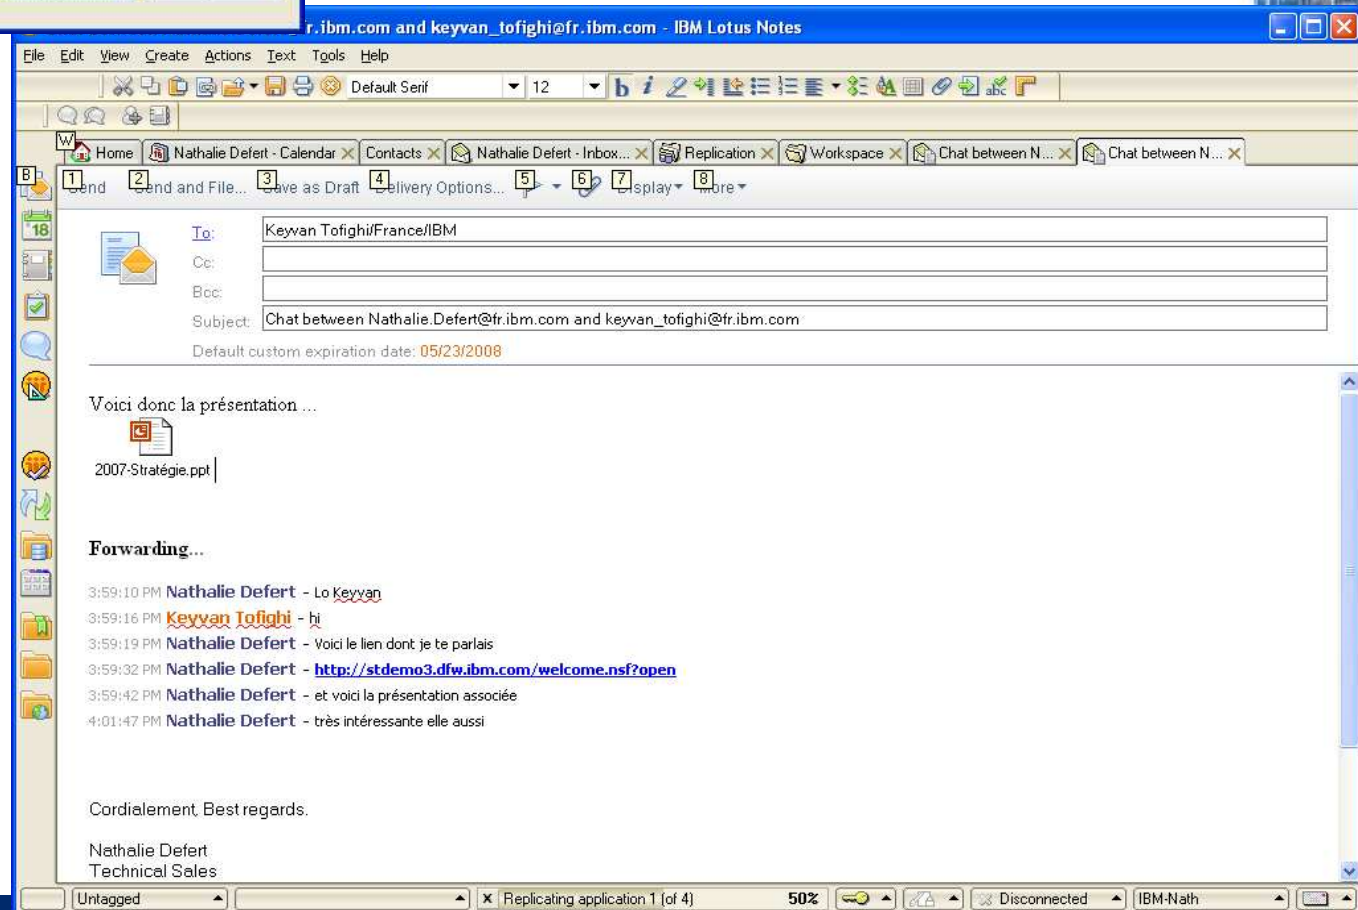 r.ibm.com and keyvan_tofighi@fr.ibm.com - IBM Lotus Notes
File Edit View Create Actions Text Tools Help
Default Serif 12 b i
W Home Nathalie Defert - Calendar Contacts Nathalie Defert - Inbox... Replication Workspace Chat between N... Chat between N...
B 1 end 2 end and File... 3 ave as Draft 4 elivery Options... 5 6 7 isplay 8 ore
18
To: Keyvan Tofighi/France/IBM
Cc:
Bcc:
Subject: Chat between Nathalie.Defert@fr.ibm.com and keyvan_tofighi@fr.ibm.com
Default custom expiration date: 05/23/2008
Voici donc la présentation ...
2007-Stratégie.ppt
Forwarding...
3:59:10 PM Nathalie Defert - Lo Keyvan
3:59:16 PM Keyvan Tofighi - hi
3:59:19 PM Nathalie Defert - Voici le lien dont je te parlais
3:59:32 PM Nathalie Defert - http://stdemo3.dfw.ibm.com/welcome.nsf?open
3:59:42 PM Nathalie Defert - et voici la présentation associée
4:01:47 PM Nathalie Defert - très intéressante elle aussi
Cordialement, Best regards.
Nathalie Defert
Technical Sales
Untagged X Replicating application 1 (of 4) 50% Disconnected IBM-Nath